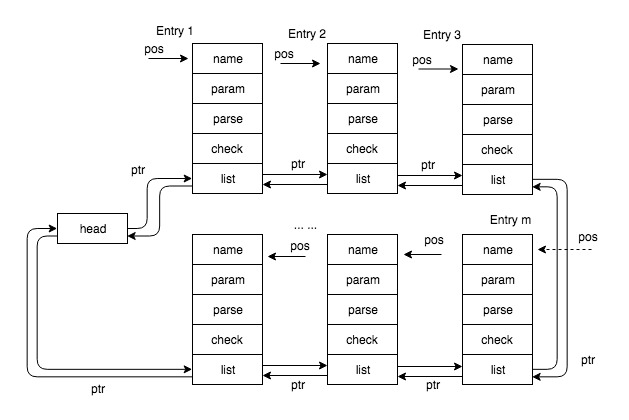 Entry 1
Entry 2
Entry 3
pos
pos
pos
name
name
name
param
param
param
parse
parse
parse
check
check
check
ptr
list
ptr
list
ptr
list
head
... ...
Entry m
name
pos
name
pos
name
pos
param
param
param
parse
parse
parse
check
check
check
list
list
list
ptr
ptr
ptr
ptr